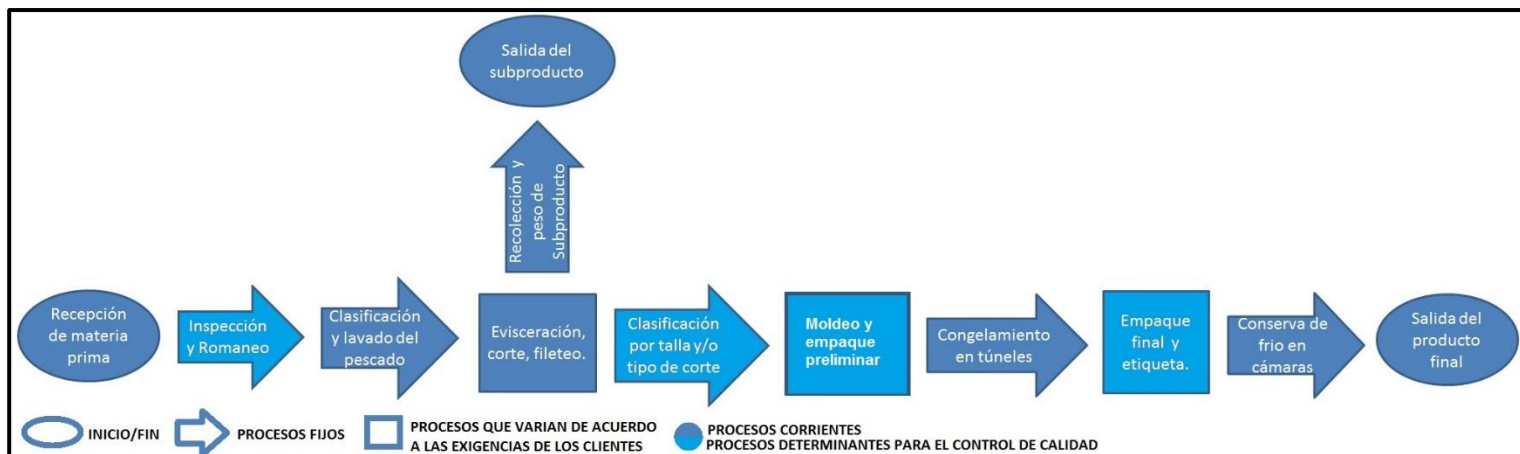 Salida del
subproducto
Recolección y
peso de
Subproducto
Recepción
de materia
prima
Inspección
y Romaneo
Clasificación
y lavado del
pescado
Evisceración,
corte, fileteo.
Clasificación
por talla y/o
tipo de corte
Moldeo y
empaque
preliminar
Congelamiento
en túneles
Empaque
final y
etiqueta.
Conserva de
frio en
cámaras
Salida del
producto
final
INICIO/FIN
PROCESOS FIJOS
PROCESOS QUE VARIAN DE ACUERDO
A LAS EXIGENCIAS DE LOS CLIENTES
PROCESOS CORRIENTES
PROCESOS DETERMINANTES PARA EL CONTROL DE CALIDAD